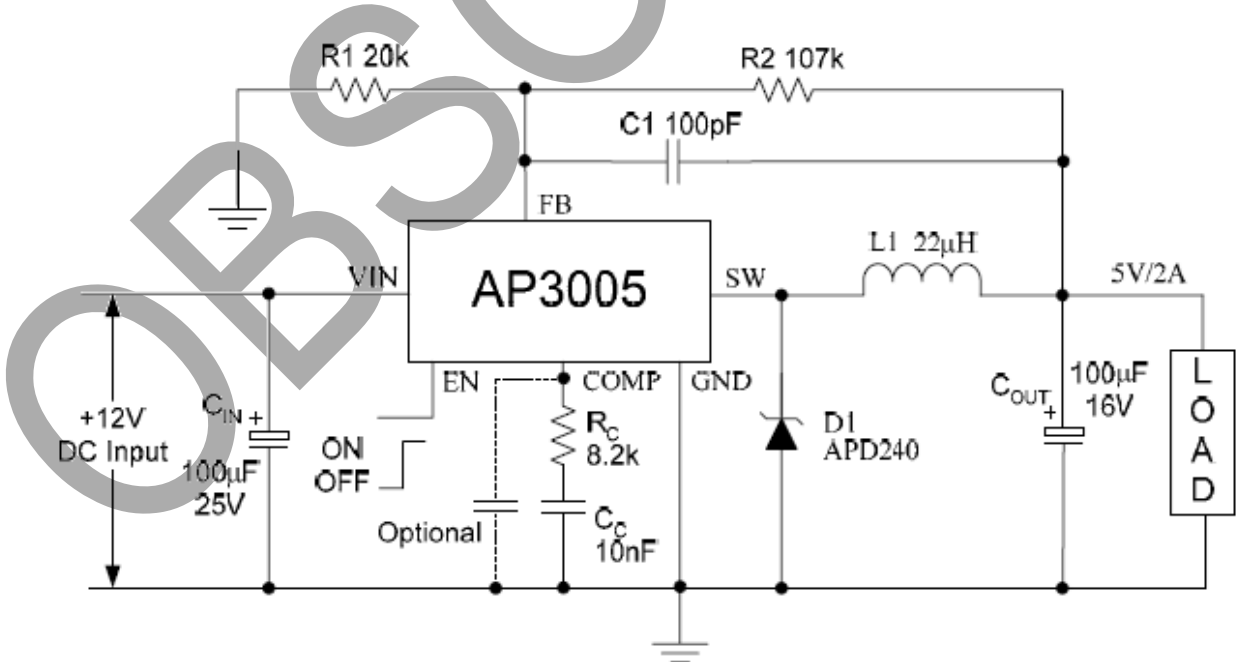 R1 20k
R2 107k
C1 100pF
FB
L1 22µH
VIN
AP3005
SW
5V/2A
EN
COMP
GND
+12V
DC Input
CIN +
100µF
25V
ON
OFF
RC
8.2k
Optional
CC
10nF
D1
APD240
COUT +
100µF
16V
LOAD
OBSO